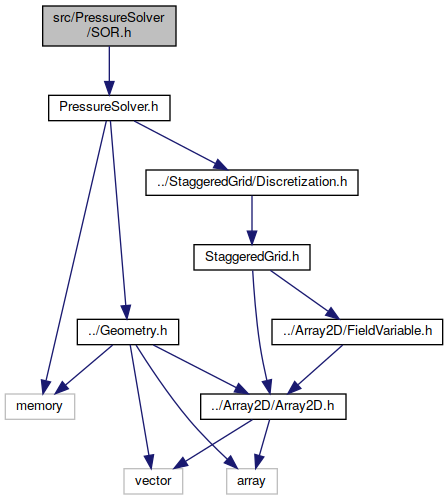 src/PressureSolver
/SOR.h
PressureSolver.h
../StaggeredGrid/Discretization.h
StaggeredGrid.h
../Geometry.h
../Array2D/FieldVariable.h
memory
../Array2D/Array2D.h
vector
array